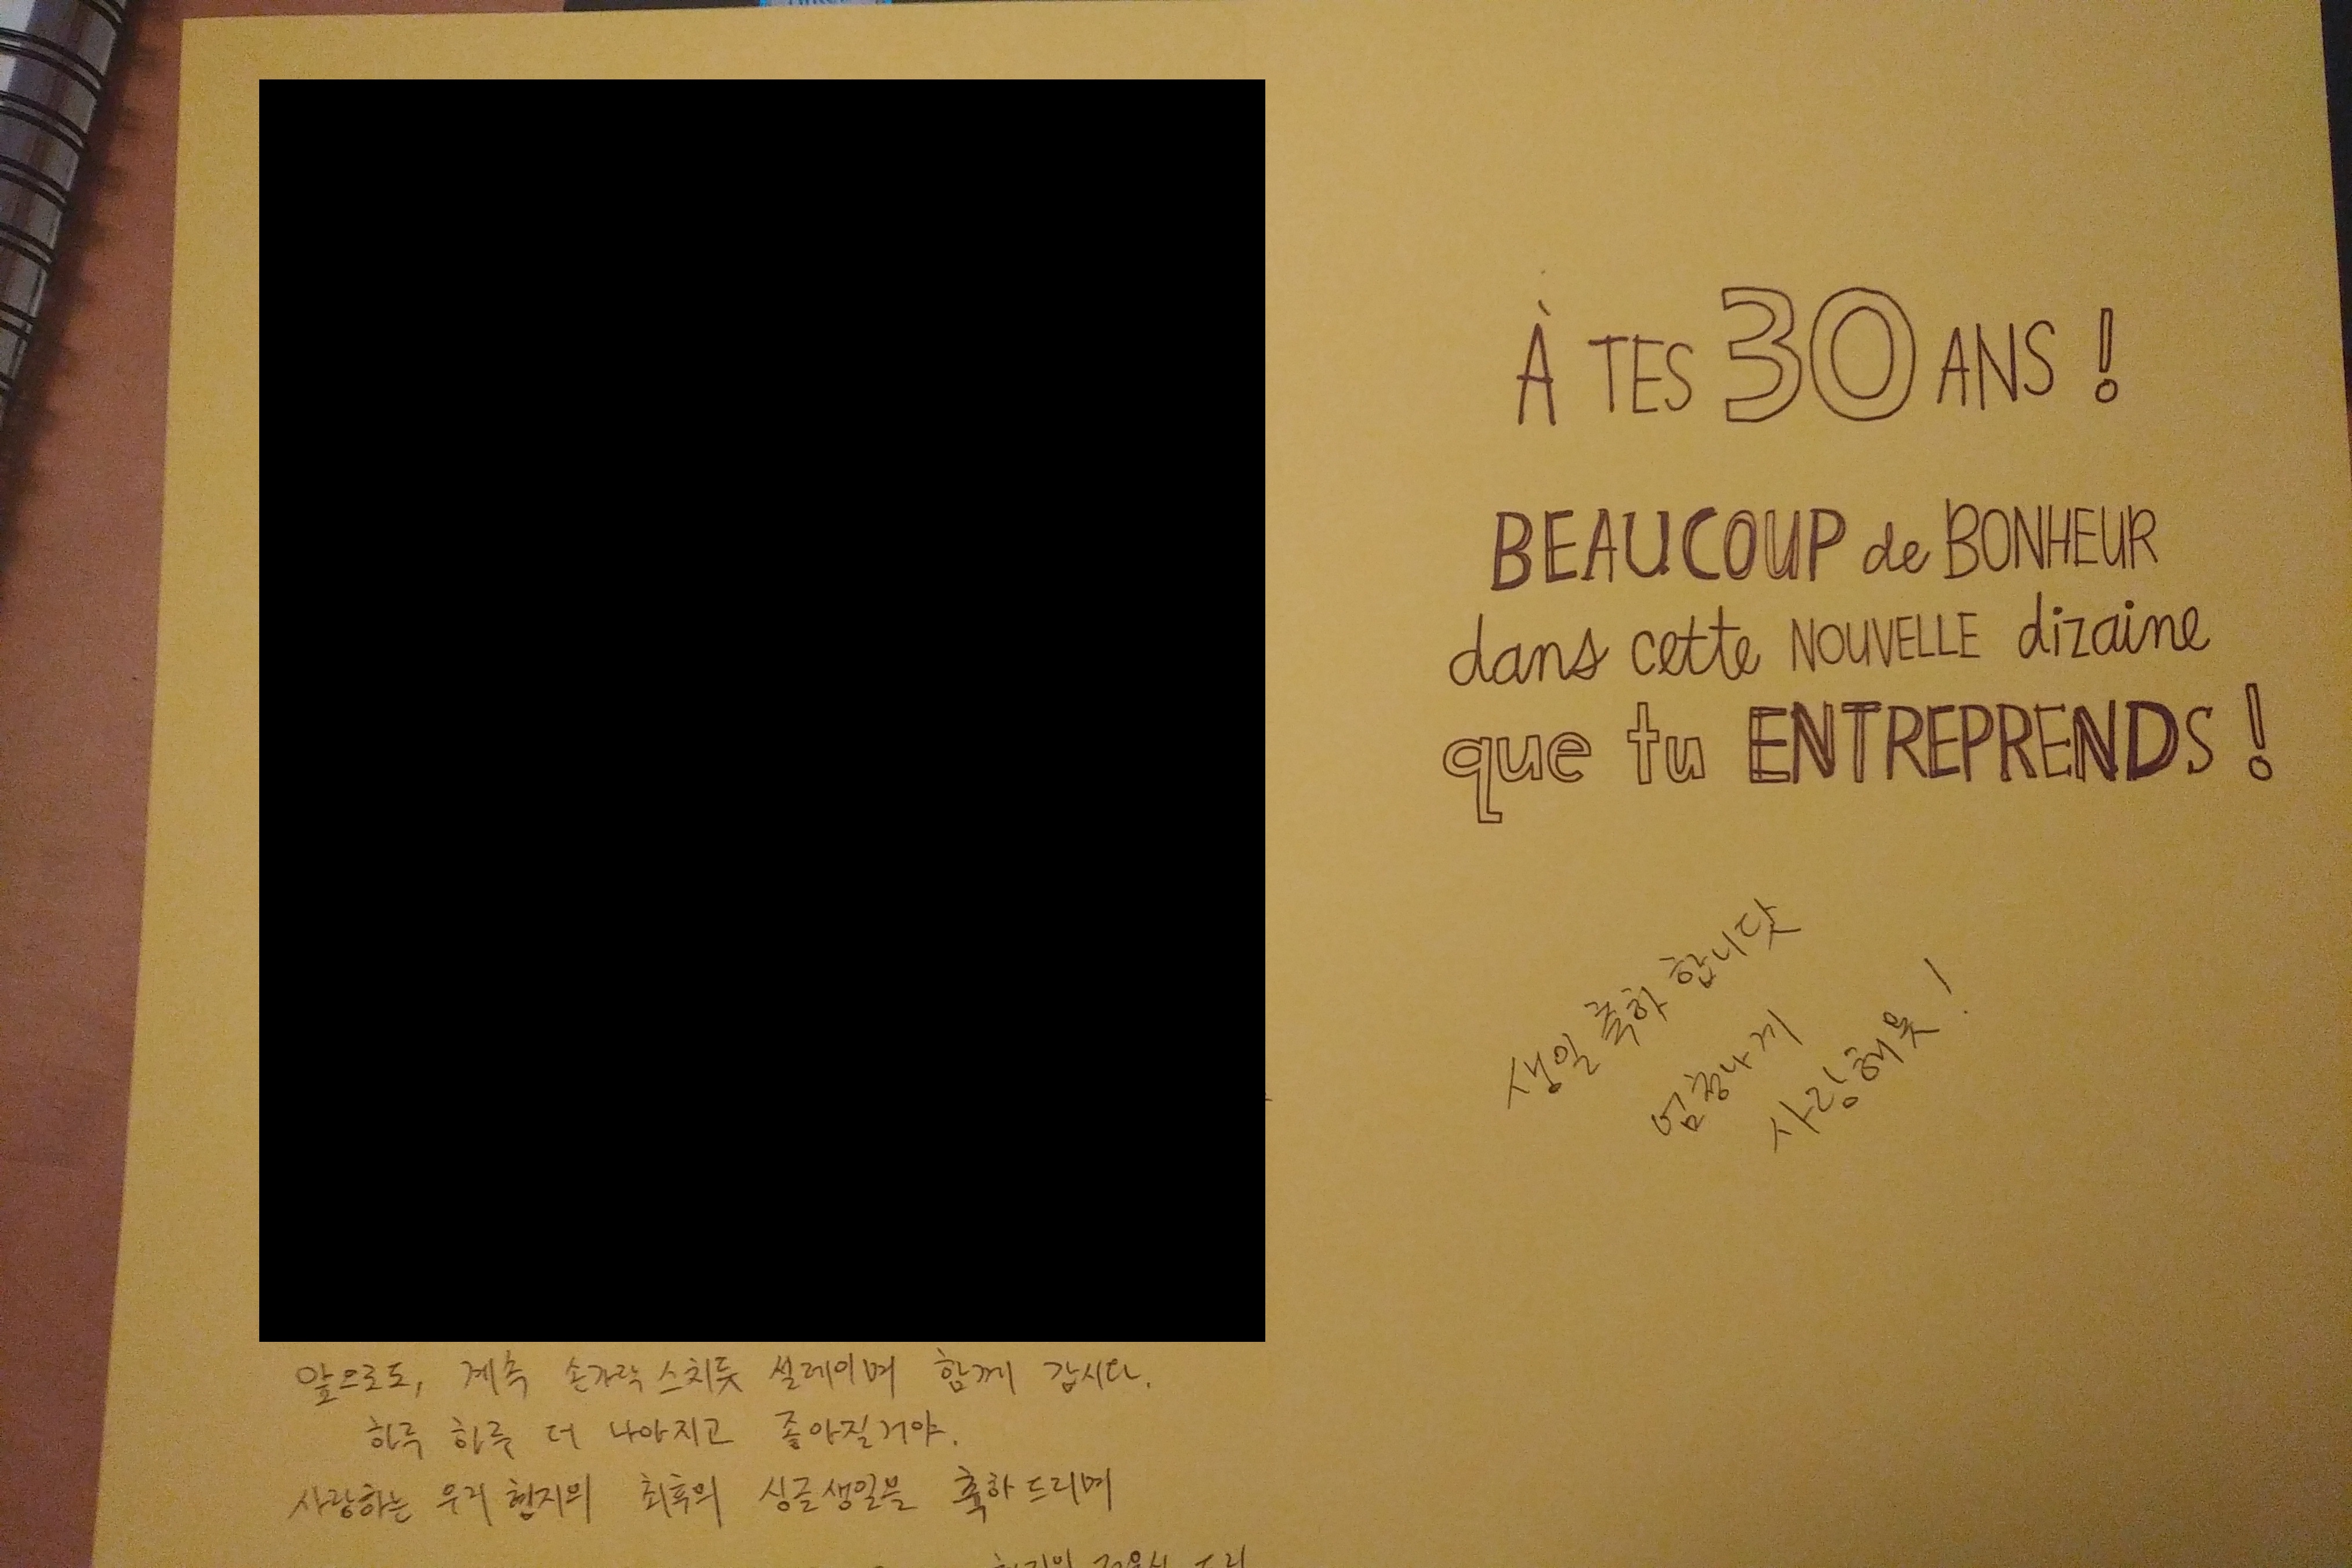 앞으로도, 계속 손가락 스치듯 설레이며 함께 갑시다.
하루 하루 더 나아지고 좋아질거야.
사랑하는 우리 현지의 최후의 싱글생일을 축하드리며
À TES 30 ANS !
BEAUCOUP de BONHEUR
dans cette NOUVELLE dizaine
que tu ENTREPRENDS !
생일 축하 합니닷
엄청나게
사랑해욧!